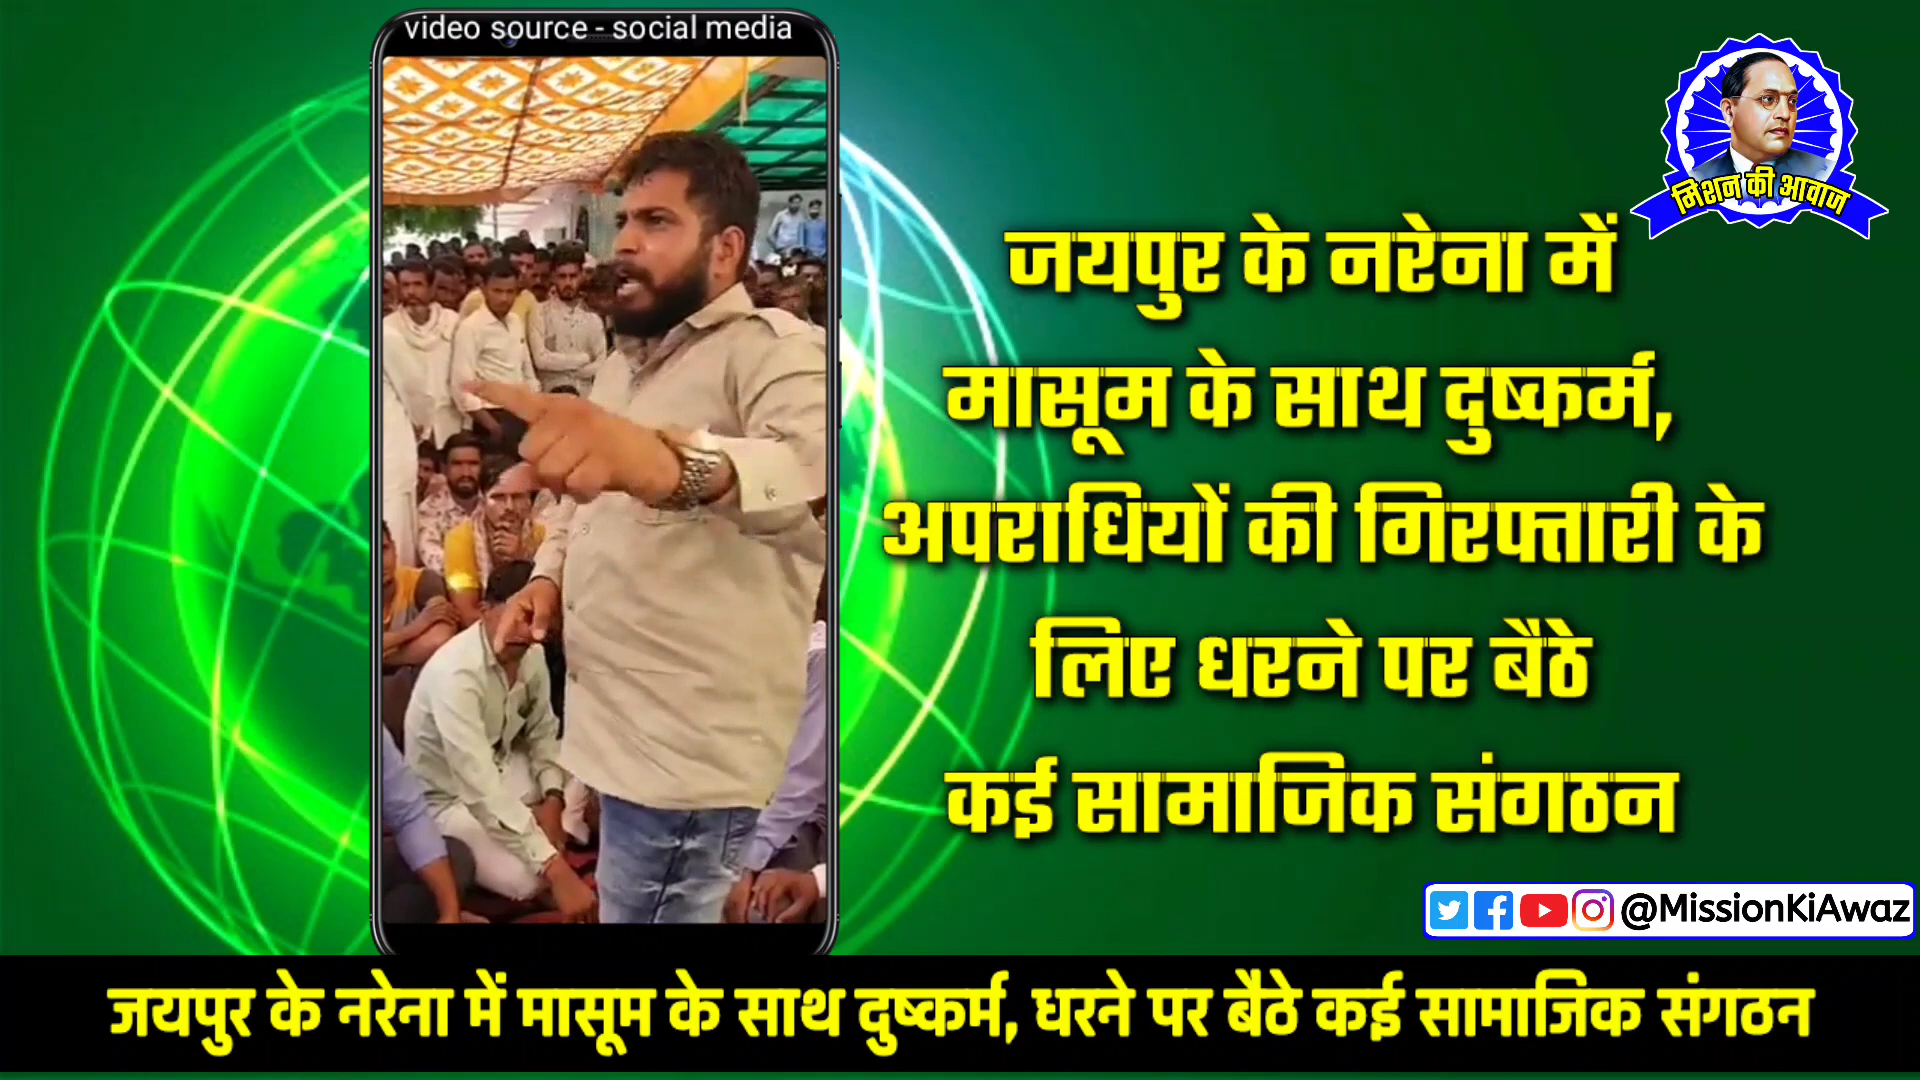 video source - social media
मिशन की आवाज
जयपुर के नरेना में
मासूम के साथ दुष्कर्म,
अपराधियों की गिरफ्तारी के
लिए धरने पर बैठे
कई सामाजिक संगठन
@MissionKiAwaz
जयपुर के नरेना में मासूम के साथ दुष्कर्म, धरने पर बैठे कई सामाजिक संगठन